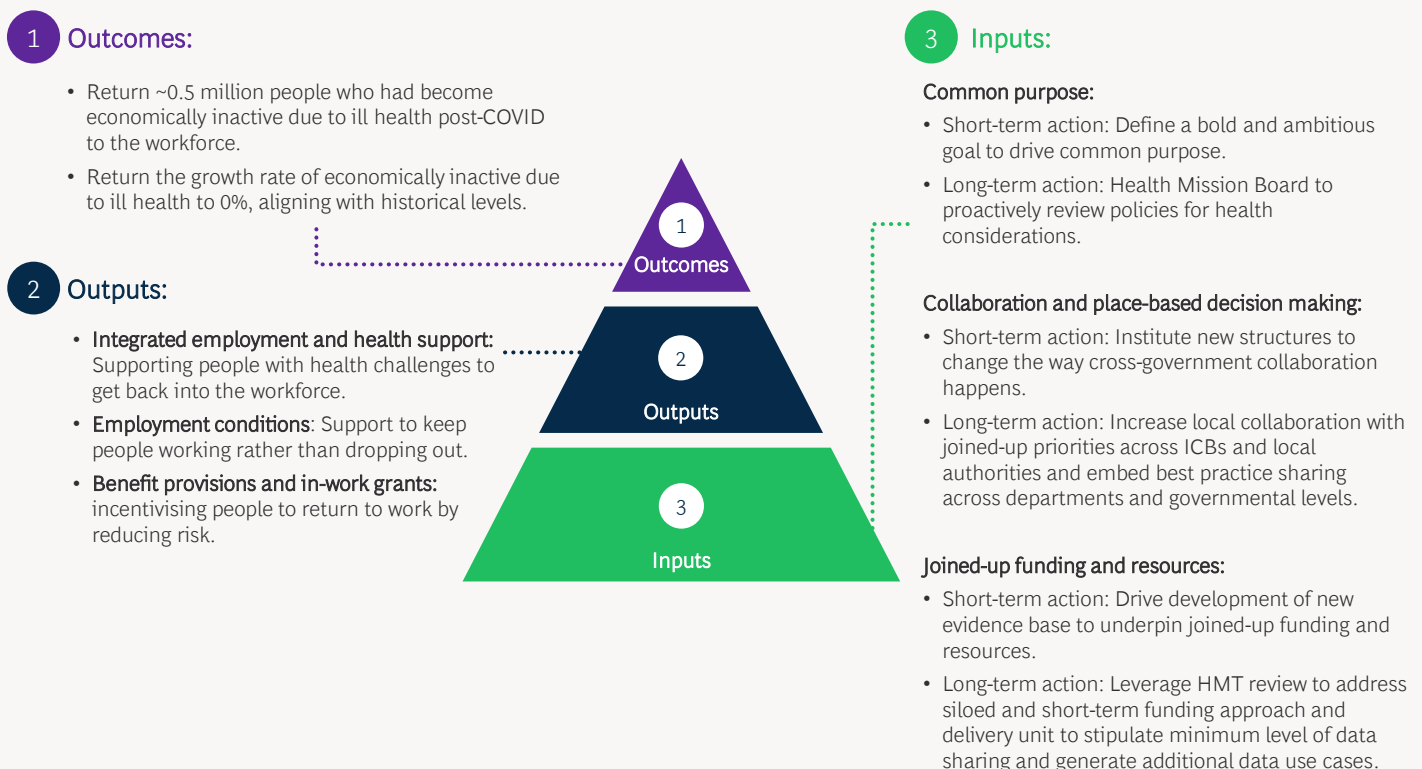 1 Outcomes:
• Return ~0.5 million people who had become
economically inactive due to ill health post-COVID
to the workforce.
• Return the growth rate of economically inactive due
to ill health to 0%, aligning with historical levels.
2 Outputs:
• Integrated employment and health support:
Supporting people with health challenges to
get back into the workforce.
• Employment conditions: Support to keep
people working rather than dropping out.
• Benefit provisions and in-work grants:
incentivising people to return to work by
reducing risk.
1
Outcomes
2
Outputs
3
Inputs
3 Inputs:
Common purpose:
• Short-term action: Define a bold and ambitious
goal to drive common purpose.
• Long-term action: Health Mission Board to
proactively review policies for health
considerations.
Collaboration and place-based decision making:
• Short-term action: Institute new structures to
change the way cross-government collaboration
happens.
• Long-term action: Increase local collaboration with
joined-up priorities across ICBs and local
authorities and embed best practice sharing
across departments and governmental levels.
Joined-up funding and resources:
• Short-term action: Drive development of new
evidence base to underpin joined-up funding and
resources.
• Long-term action: Leverage HMT review to address
siloed and short-term funding approach and
delivery unit to stipulate minimum level of data
sharing and generate additional data use cases.